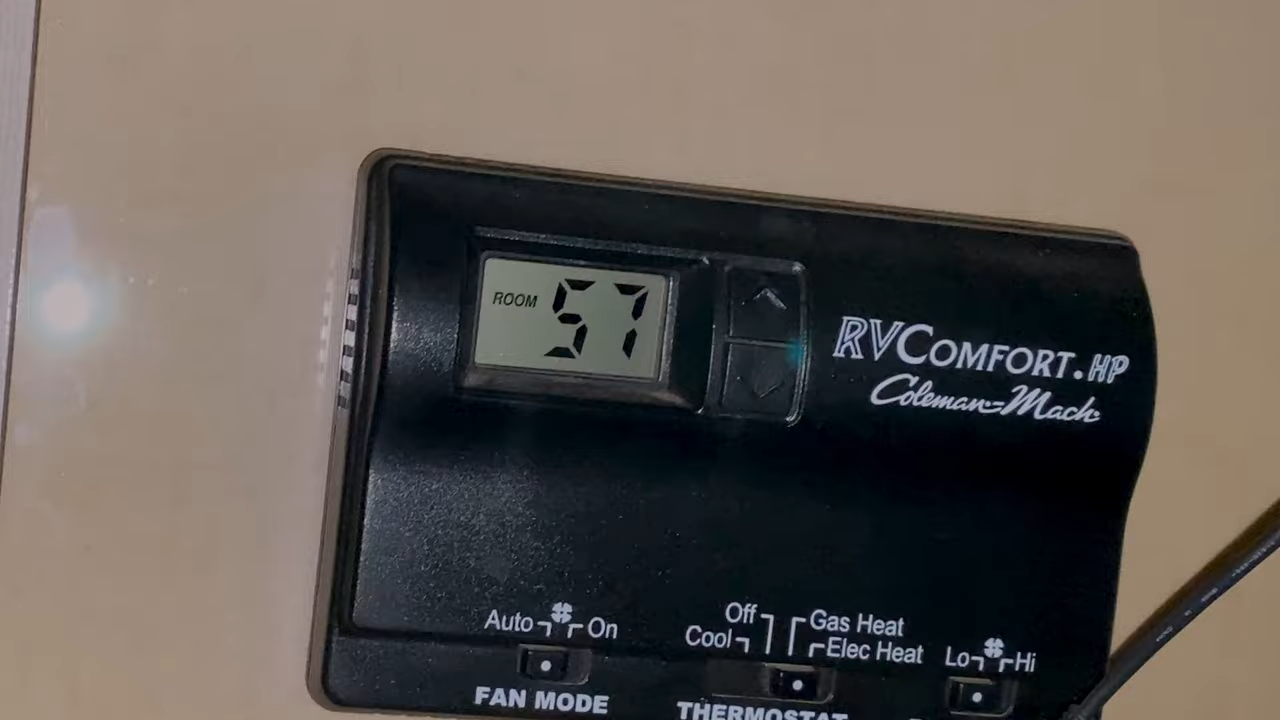 ROOM 57
RVCOMFORT.HP
Coleman-Mach
Auto On
Off Gas Heat
Cool Elec Heat
Lo Hi
FAN MODE
THERMOSTAT